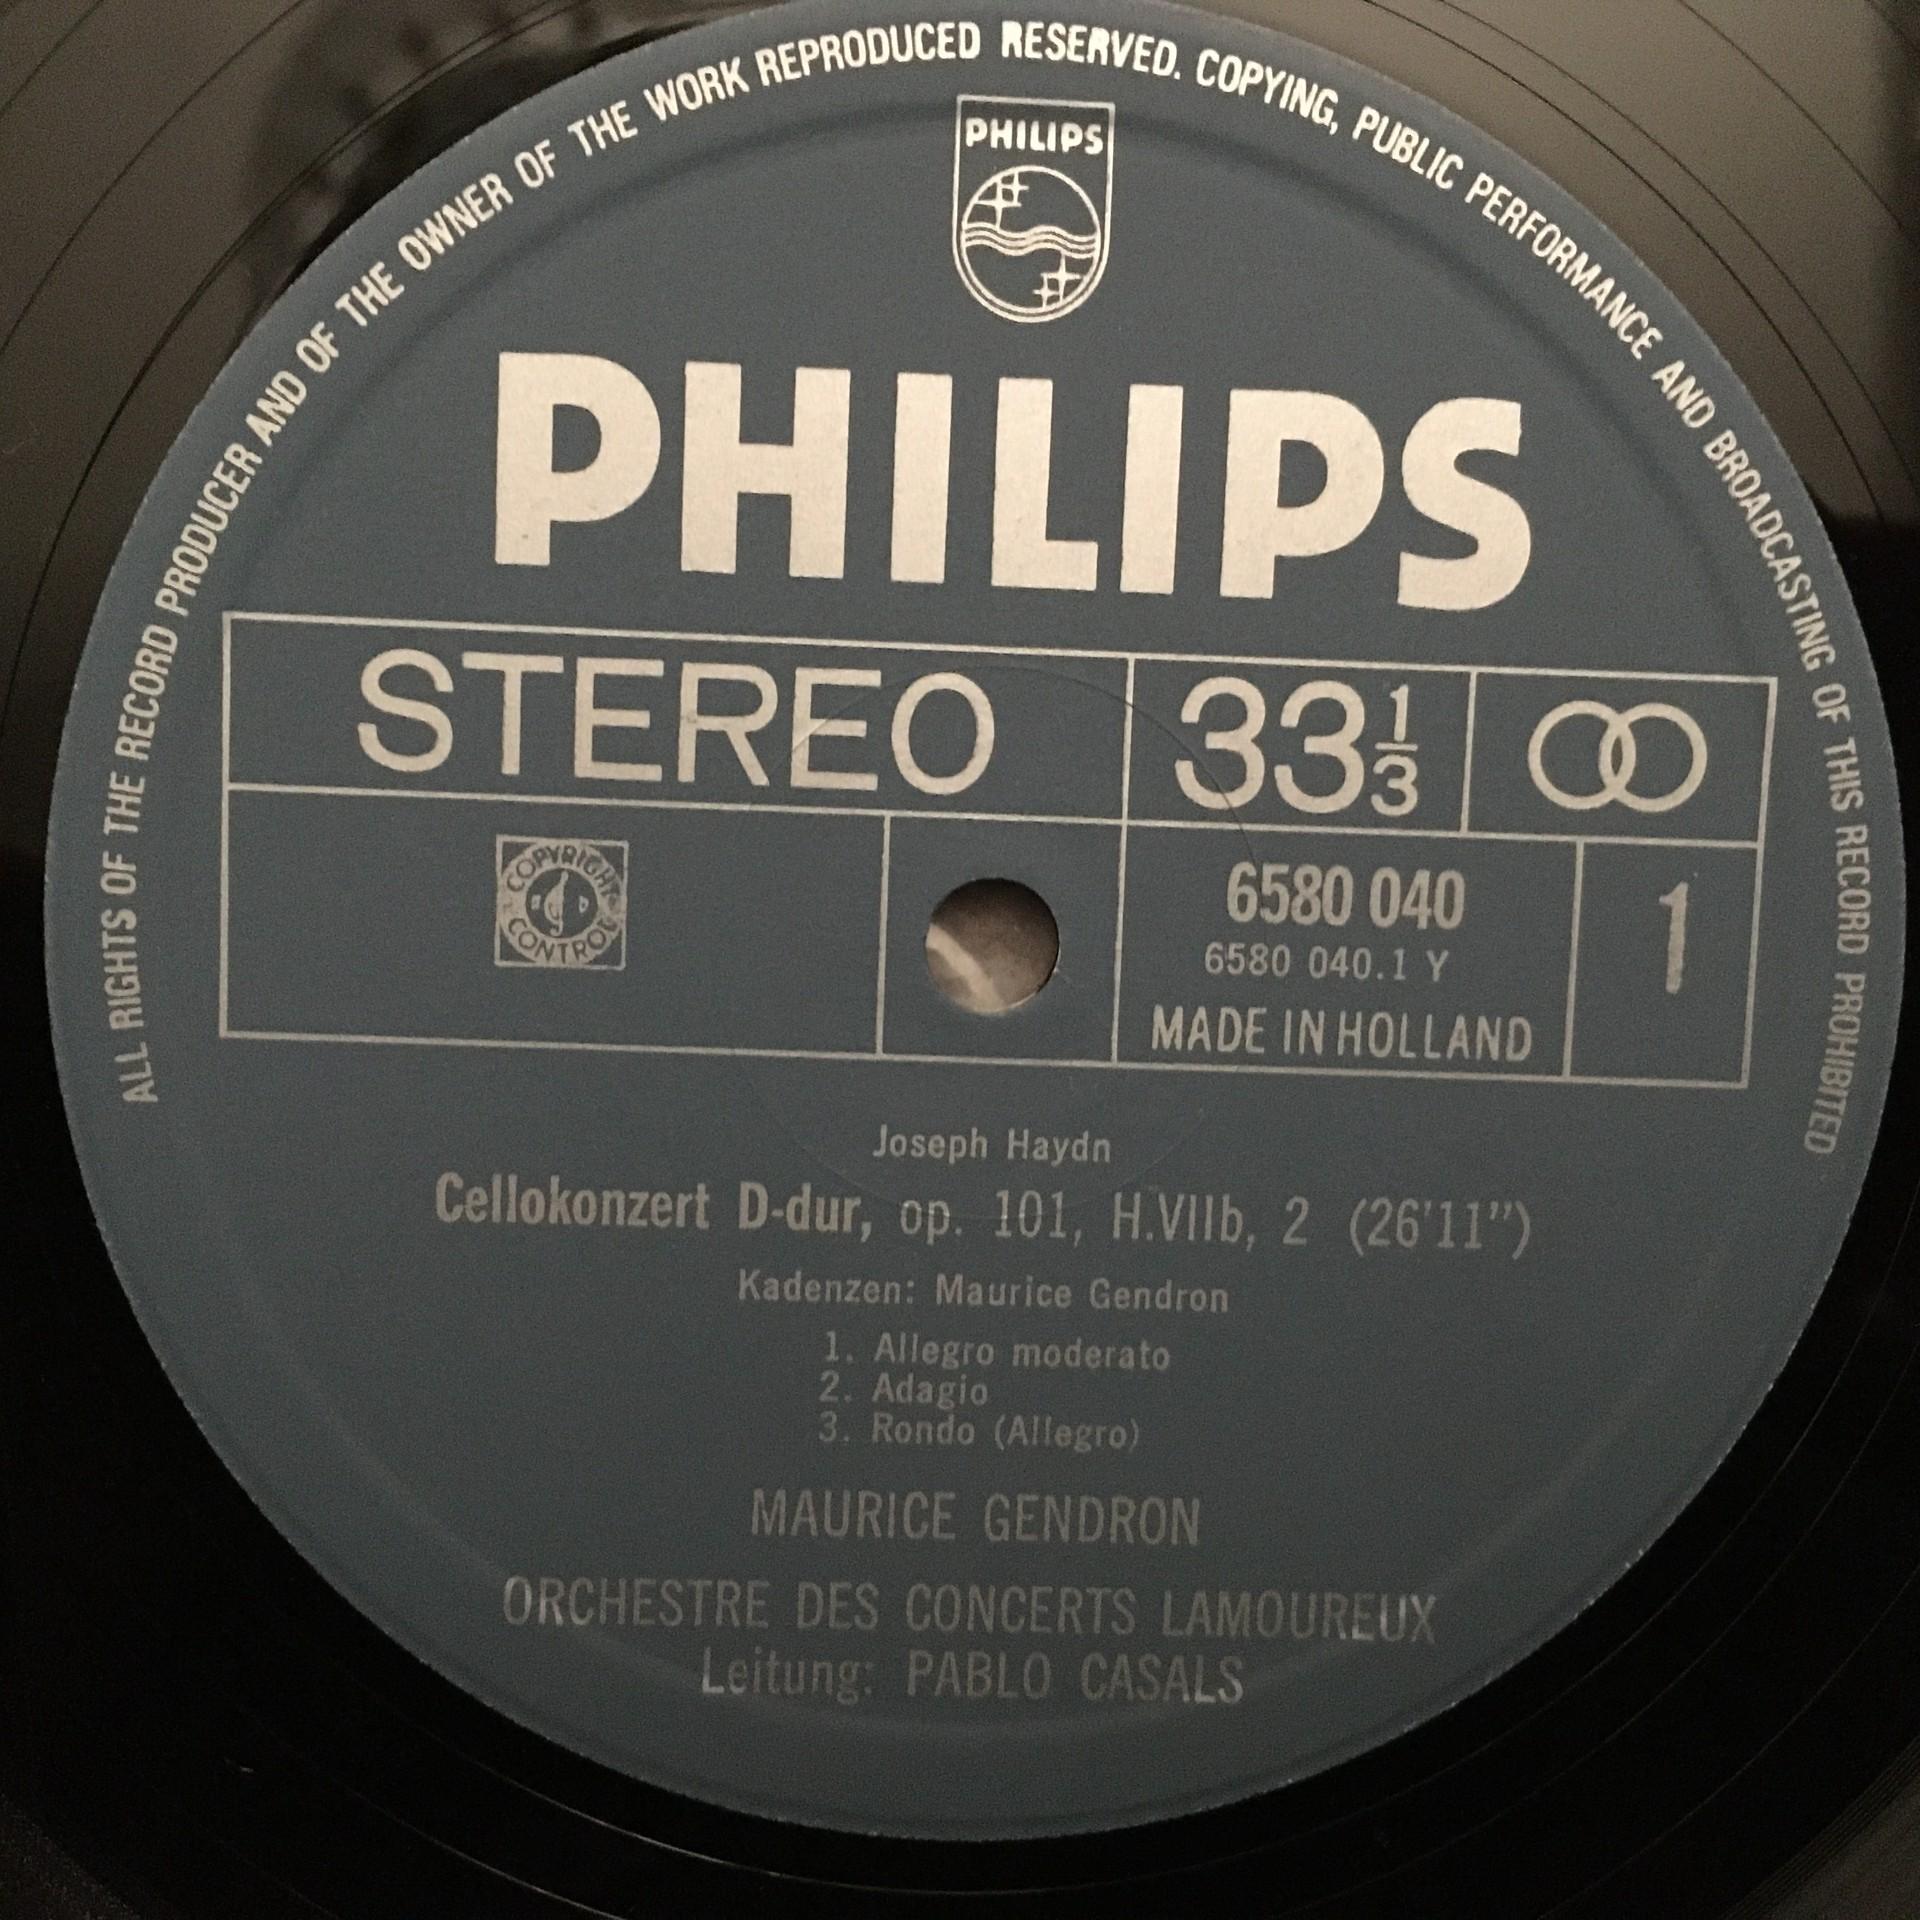 ALL RIGHTS OF THE RECORD PRODUCER AND OF THE OWNER OF THE WORK REPRODUCED RESERVED. COPYING, PUBLIC PERFORMANCE AND BROADCASTING OF THIS RECORD PROHIBITED
PHILIPS
PHILIPS
STEREO 33 1/3
COPYRIGHT CONTROL
6580 040 1
6580 040.1 Y
MADE IN HOLLAND
Joseph Haydn
Cellokonzert D-dur, op. 101, H.VIIb, 2 (26'11")
Kadenzen: Maurice Gendron
1. Allegro moderato
2. Adagio
3. Rondo (Allegro)
MAURICE GENDRON
ORCHESTRE DES CONCERTS LAMOUREUX
Leitung: PABLO CASALS